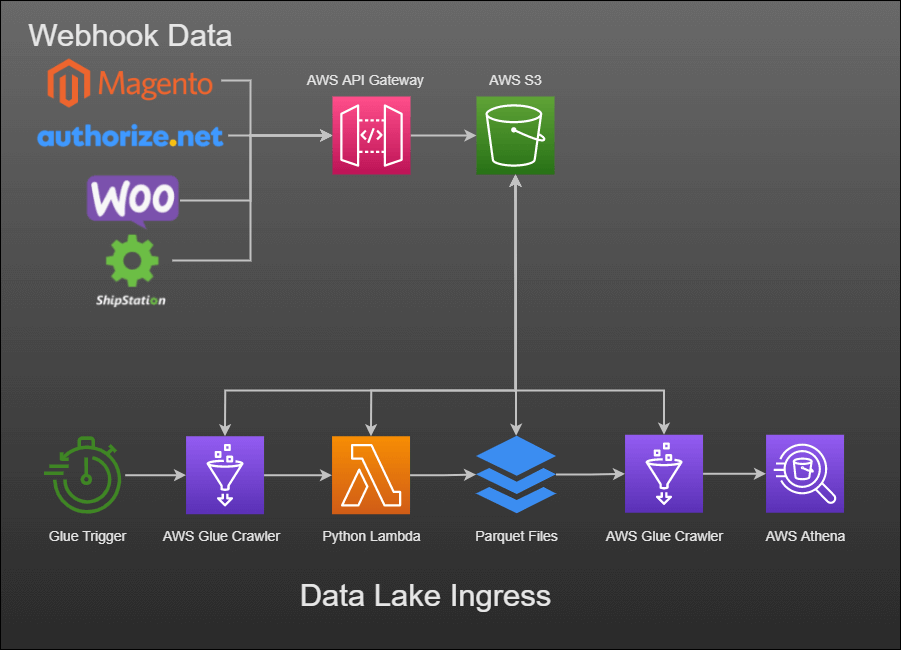 Webhook Data
Magento
AWS API Gateway
AWS S3
authorize.net
</>
WOO
ShipStation
Glue Trigger
AWS Glue Crawler
Python Lambda
Parquet Files
AWS Glue Crawler
AWS Athena
Data Lake Ingress